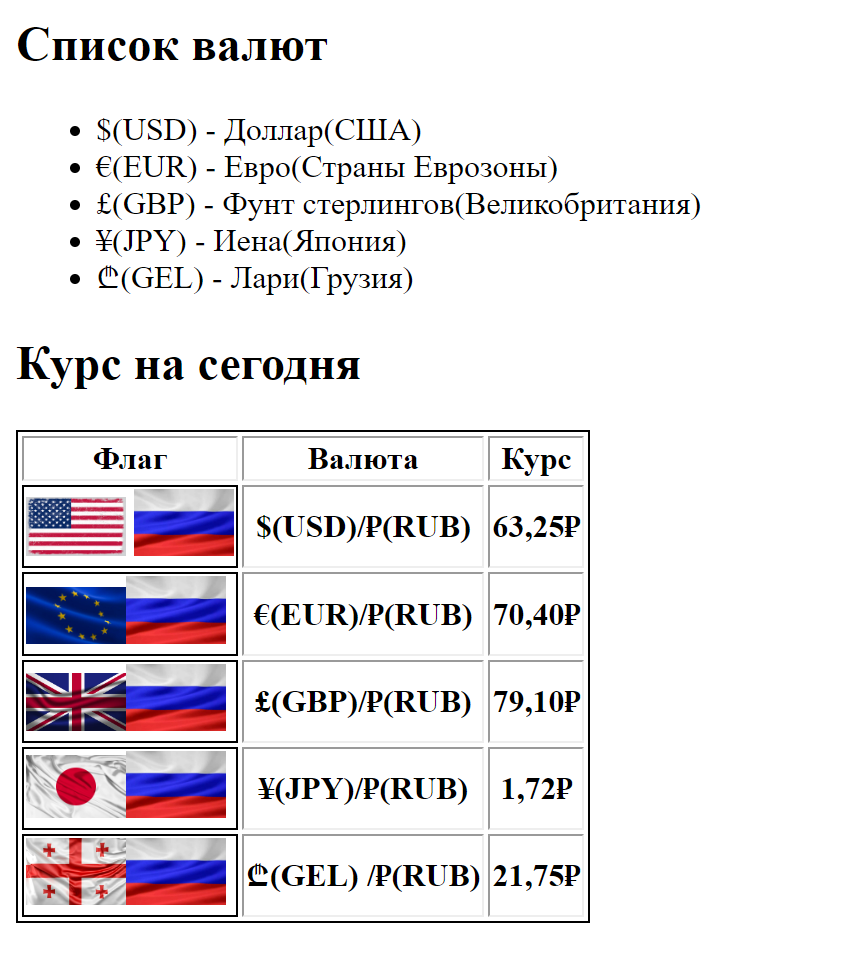 Список валют
$(USD) - Доллар(США)
€(EUR) - Евро(Страны Еврозоны)
£(GBP) - Фунт стерлингов(Великобритания)
¥(JPY) - Иена(Япония)
₾(GEL) - Лари(Грузия)
Курс на сегодня
Флаг Валюта Курс
$(USD)/₽(RUB) 63,25₽
€(EUR)/₽(RUB) 70,40₽
£(GBP)/₽(RUB) 79,10₽
¥(JPY)/₽(RUB) 1,72₽
₾(GEL) /₽(RUB) 21,75₽